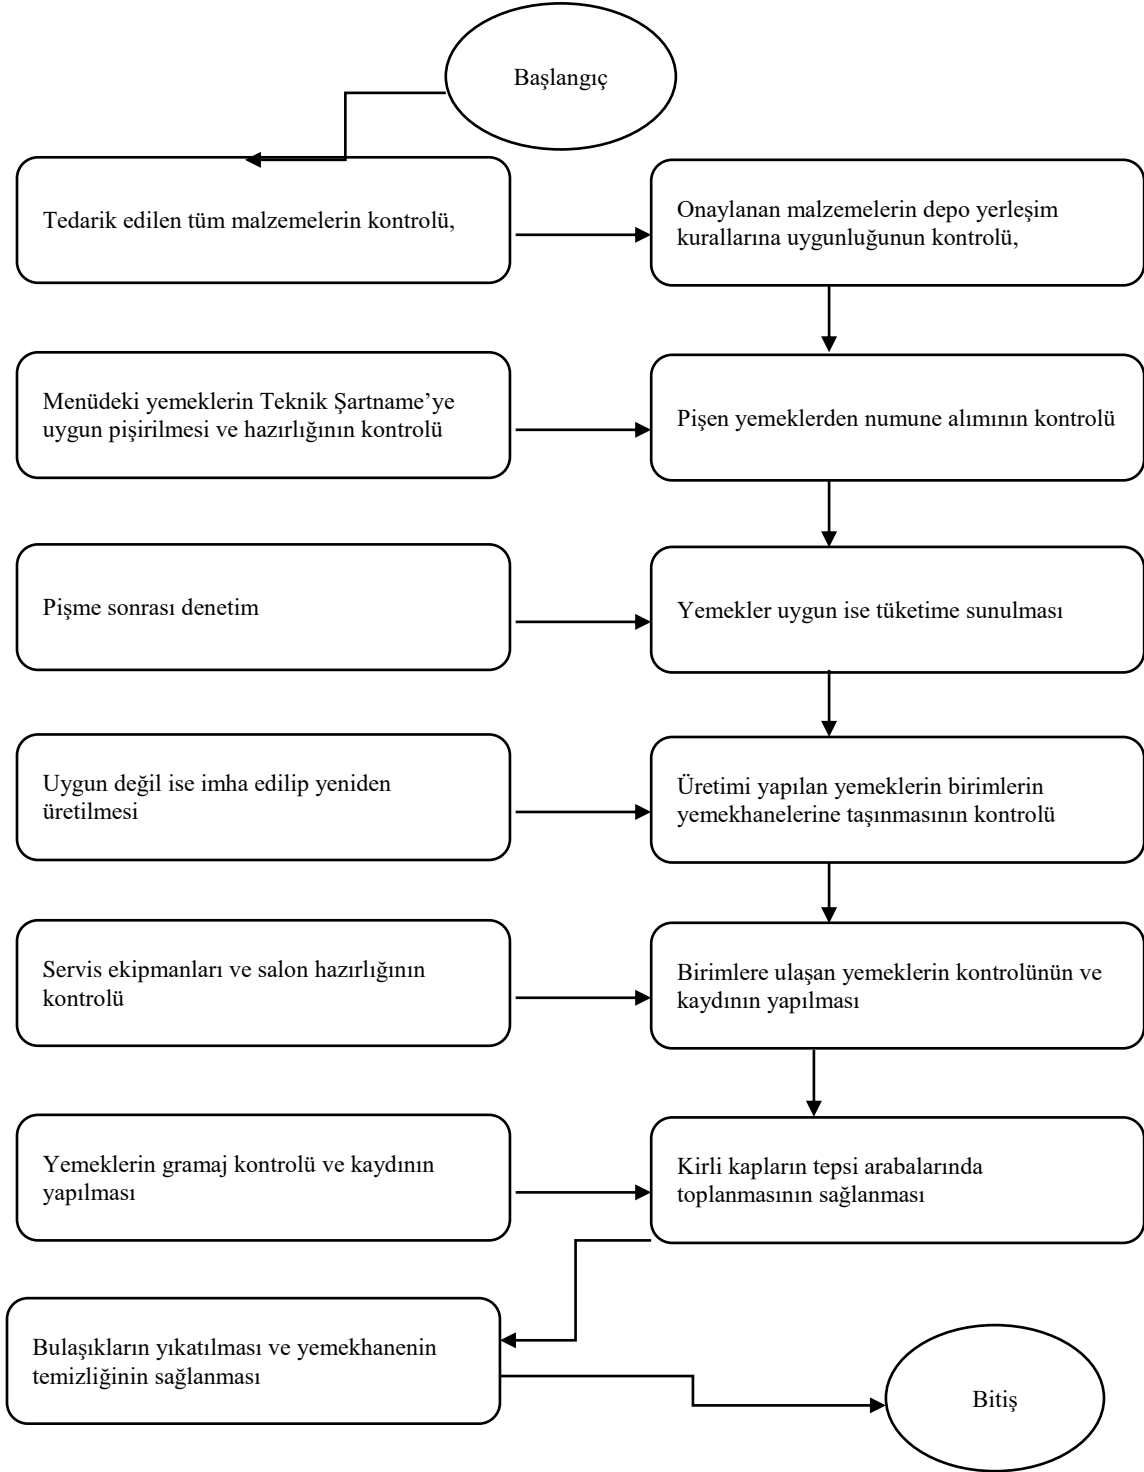 Başlangıç
Tedarik edilen tüm malzemelerin kontrolü,
Onaylanan malzemelerin depo yerleşim
kurallarına uygunluğunun kontrolü,
Menüdeki yemeklerin Teknik Şartname’ye
uygun pişirilmesi ve hazırlığının kontrolü
Pişen yemeklerden numune alımının kontrolü
Pişme sonrası denetim
Yemekler uygun ise tüketime sunulması
Uygun değil ise imha edilip yeniden
üretilmesi
Üretimi yapılan yemeklerin birimlerin
yemekhanelerine taşınmasının kontrolü
Servis ekipmanları ve salon hazırlığının
kontrolü
Birimlere ulaşan yemeklerin kontrolünün ve
kaydının yapılması
Yemeklerin gramaj kontrolü ve kaydının
yapılması
Kirli kapların tepsi arabalarında
toplanmasının sağlanması
Bulaşıkların yıkatılması ve yemekhanenin
temizliğinin sağlanması
Bitiş